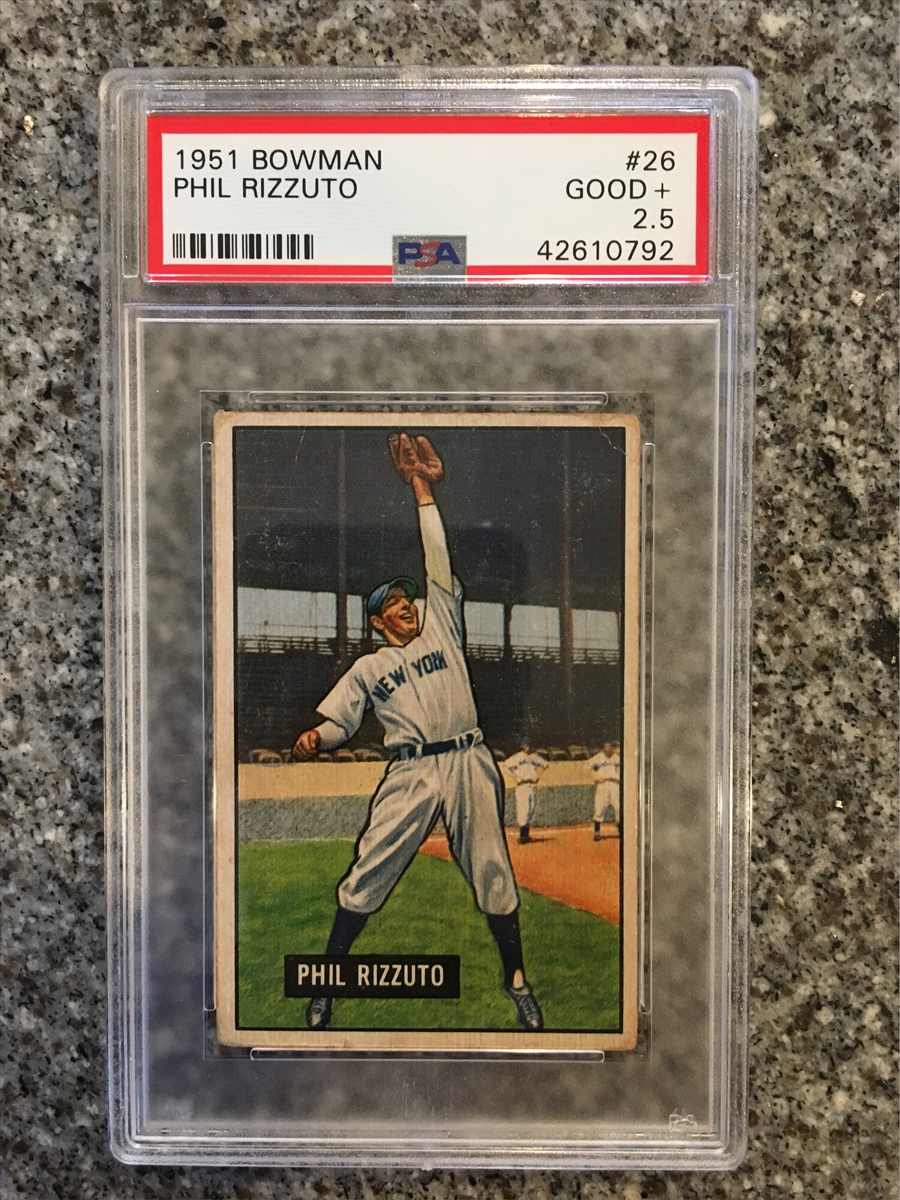 1951 BOWMAN #26
PHIL RIZZUTO GOOD +
2.5
PSA 42610792
NEW YORK
PHIL RIZZUTO